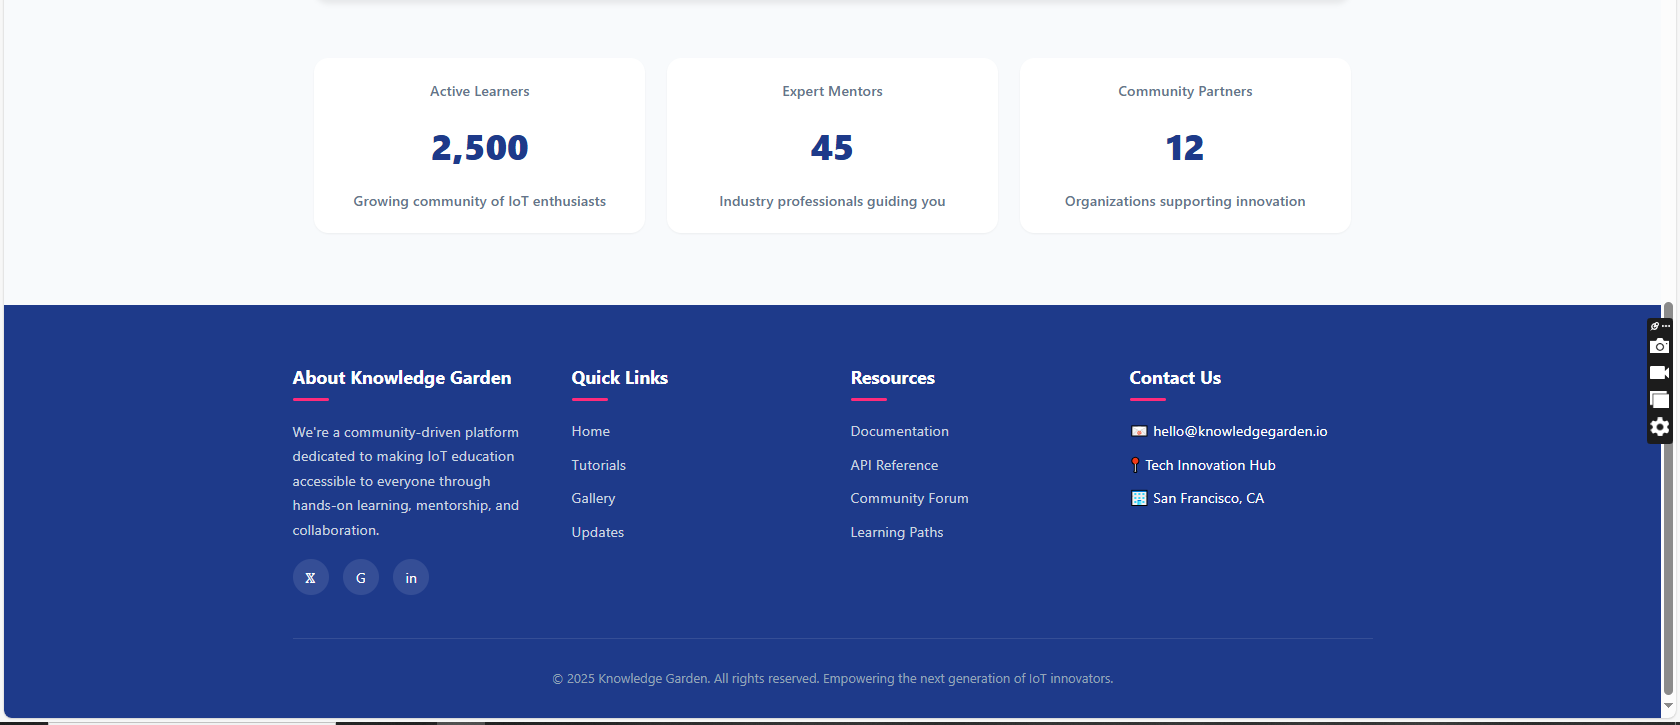 Active Learners
2,500
Growing community of IoT enthusiasts
Expert Mentors
45
Industry professionals guiding you
Community Partners
12
Organizations supporting innovation
About Knowledge Garden
We're a community-driven platform
dedicated to making IoT education
accessible to everyone through
hands-on learning, mentorship, and
collaboration.
𝕏
G
in
Quick Links
Home
Tutorials
Gallery
Updates
Resources
Documentation
API Reference
Community Forum
Learning Paths
Contact Us
hello@knowledgegarden.io
Tech Innovation Hub
San Francisco, CA
© 2025 Knowledge Garden. All rights reserved. Empowering the next generation of IoT innovators.